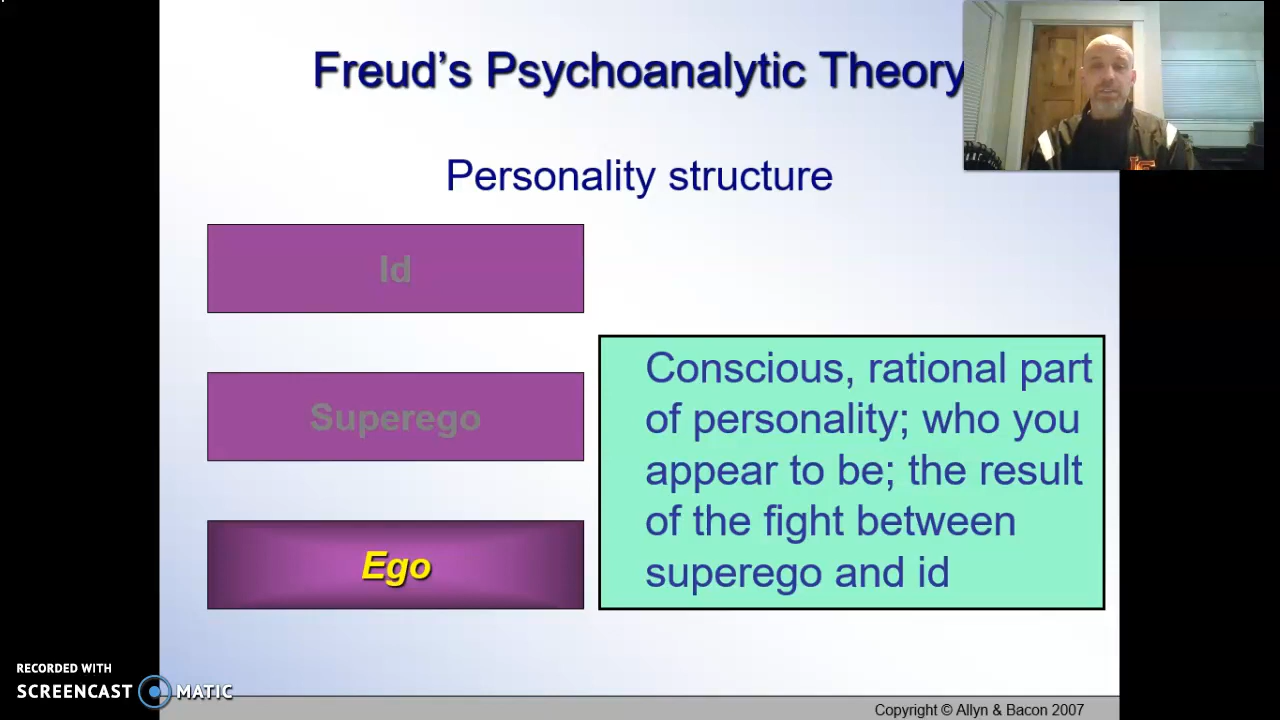 Freud's Psychoanalytic Theory
Personality structure
Id
Superego
Ego
Conscious, rational part
of personality; who you
appear to be; the result
of the fight between
superego and id
RECORDED WITH
SCREENCAST MATIC
Copyright © Allyn & Bacon 2007